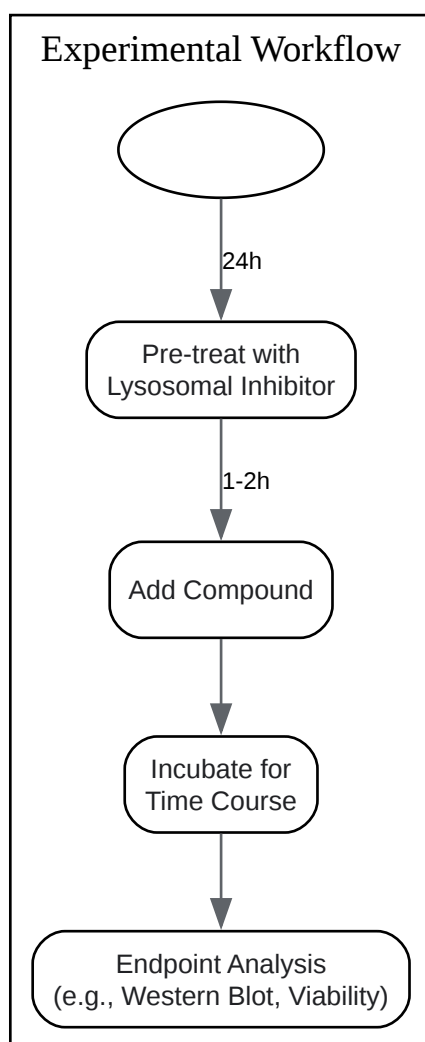 Experimental Workflow
24h
Pre-treat with
Lysosomal Inhibitor
1-2h
Add Compound
Incubate for
Time Course
Endpoint Analysis
(e.g., Western Blot, Viability)